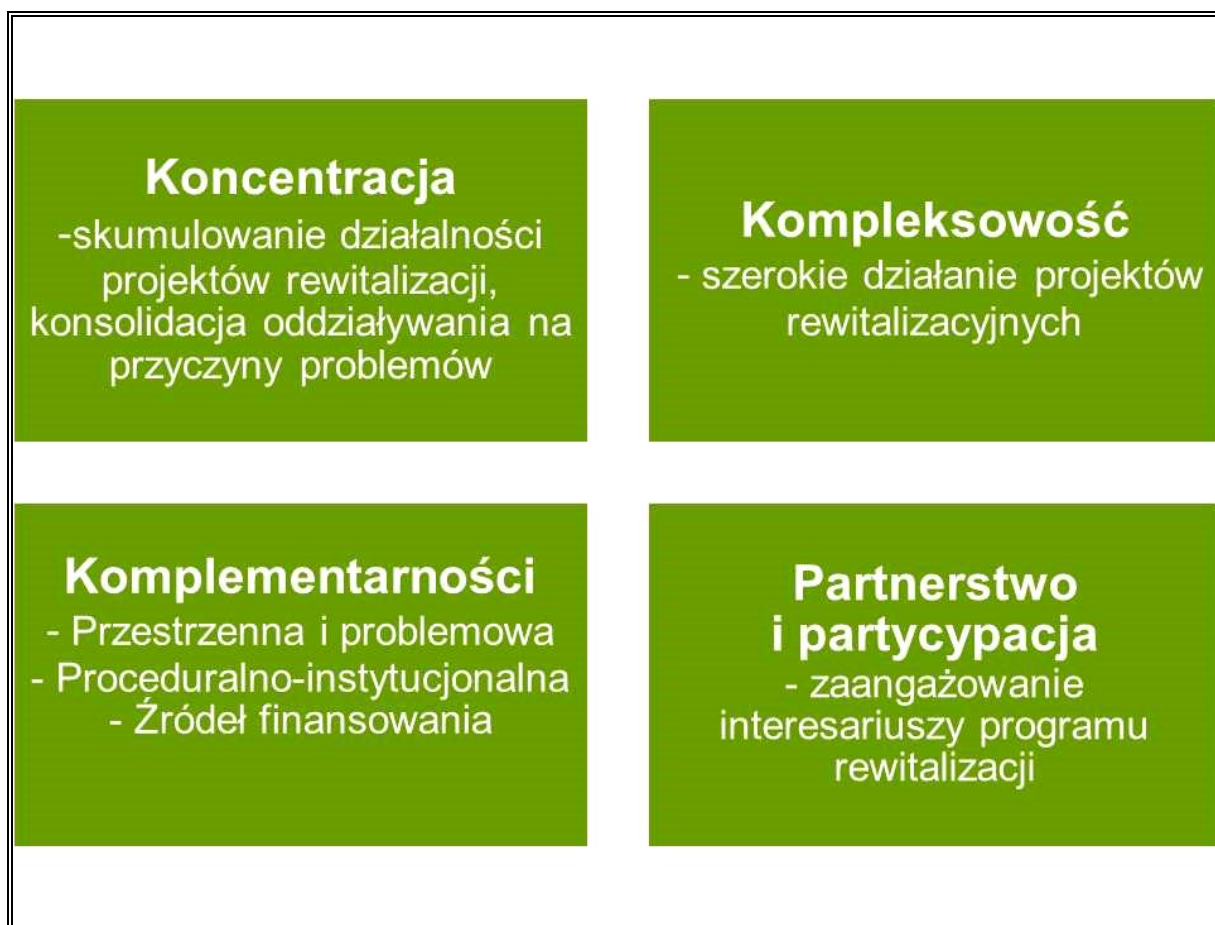 Koncentracja
-skumulowanie działalności
projektów rewitalizacji,
konsolidacja oddziaływania na
przyczyny problemów
Kompleksowość
- szerokie działanie projektów
rewitalizacyjnych
Komplementarności
- Przestrzenna i problemowa
- Proceduralno-instytucjonalna
- Źródeł finansowania
Partnerstwo
i partycypacja
- zaangażowanie
interesariuszy programu
rewitalizacji